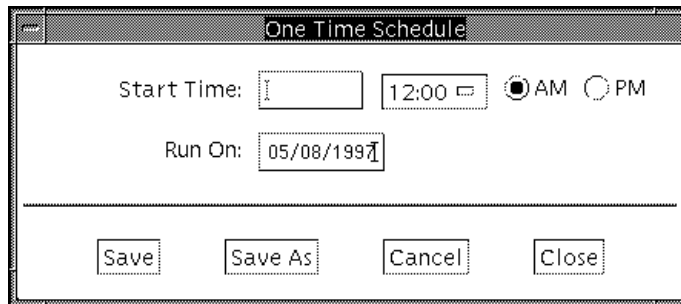 One Time Schedule
Start Time: 12:00 AM PM
Run On: 05/08/1997
Save Save As Cancel Close